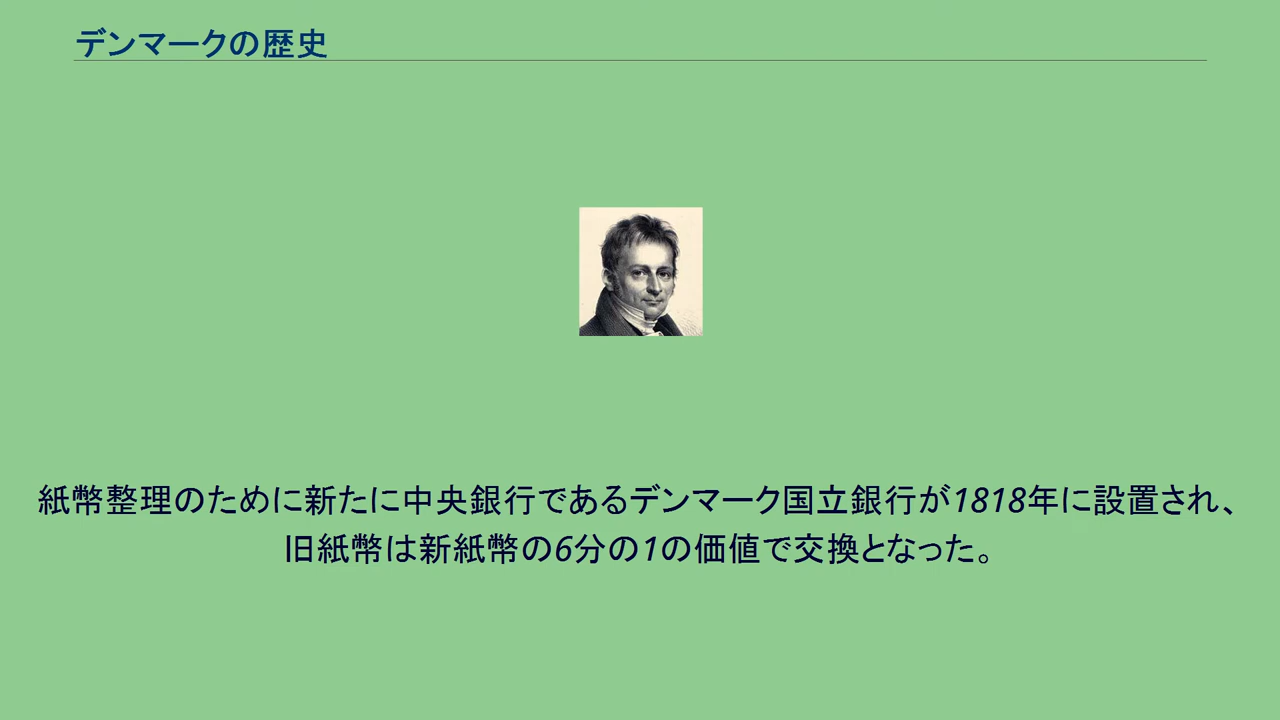 デンマークの歴史
紙幣整理のために新たに中央銀行であるデンマーク国立銀行が1818年に設置され、
旧紙幣は新紙幣の6分の1の価値で交換となった。